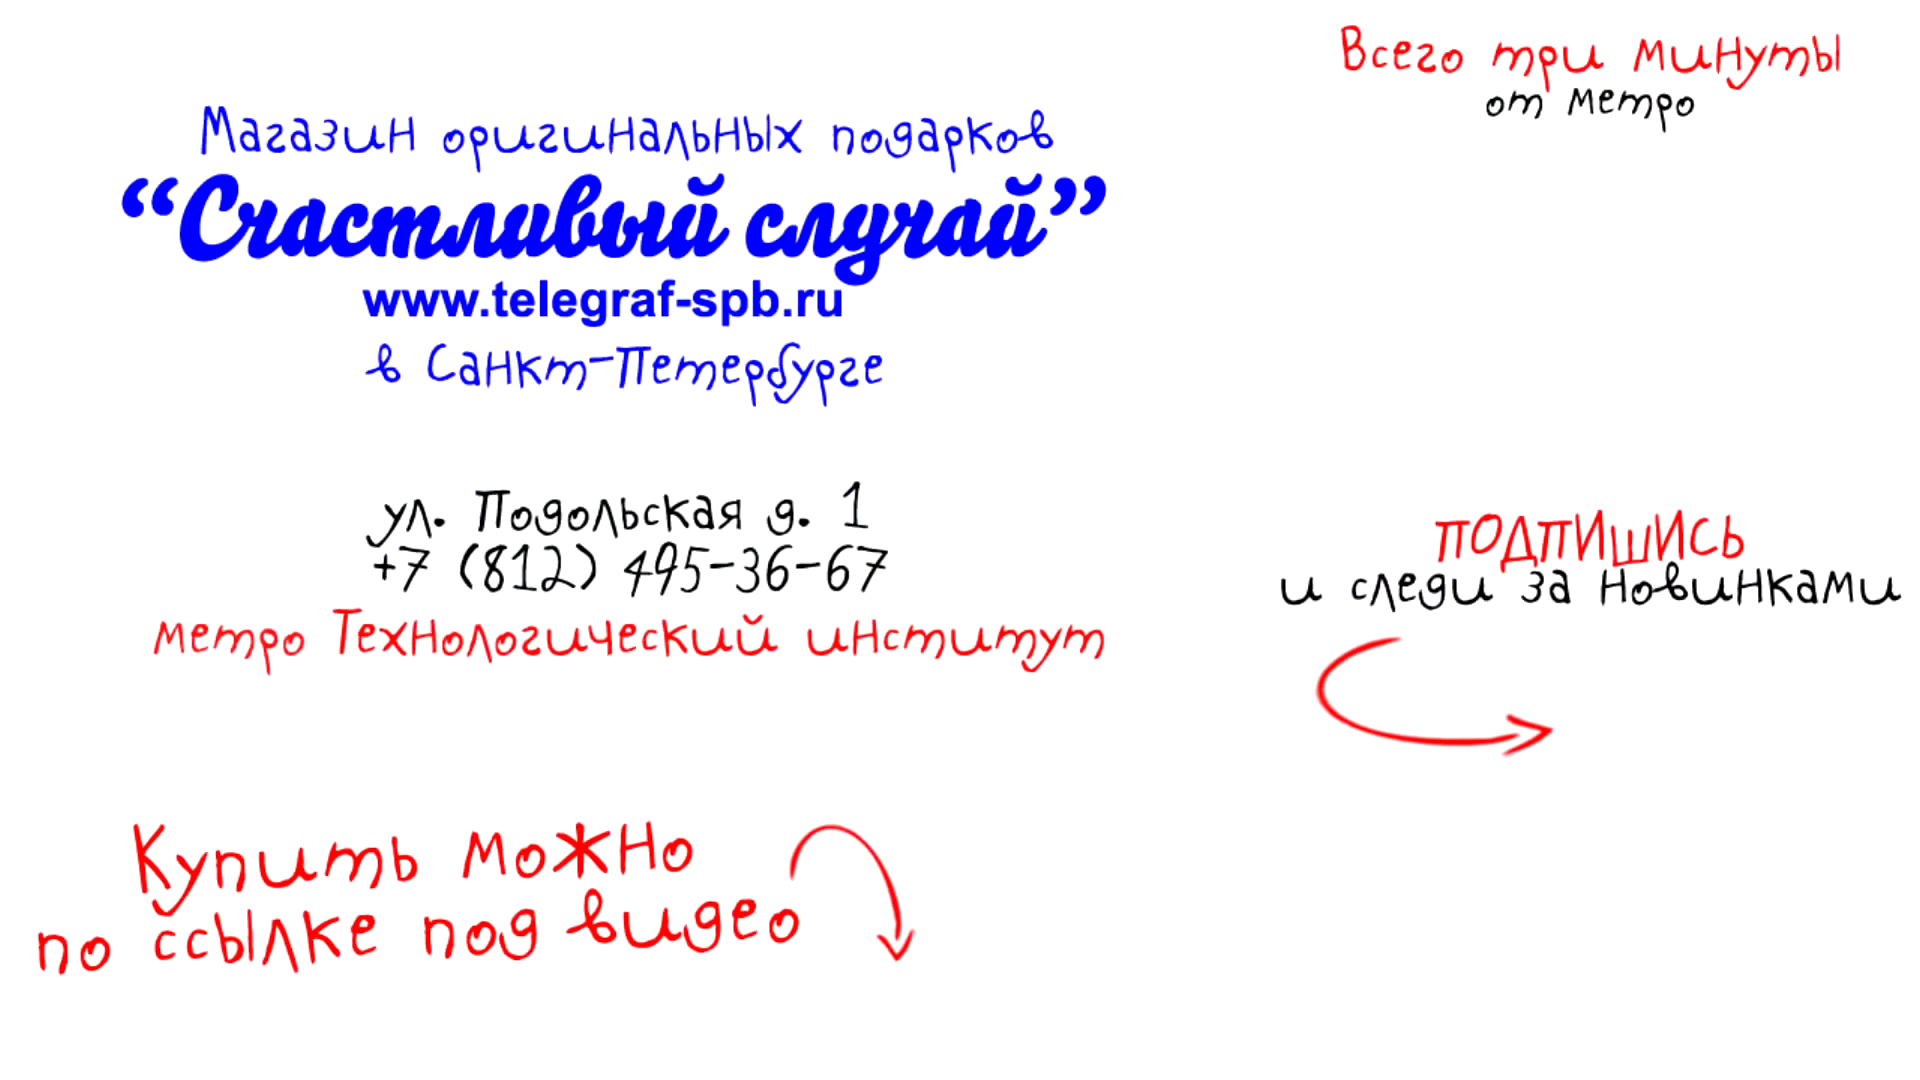 Всего три минуты
от метро
Магазин оригинальных подарков
“Счастливый случай”
www.telegraf-spb.ru
в Санкт-Петербурге
ул. Подольская д. 1
+7 (812) 495-36-67
метро Технологический институт
ПОДПИШИСЬ
и следи за новинками
Купить можно
по ссылке под видео